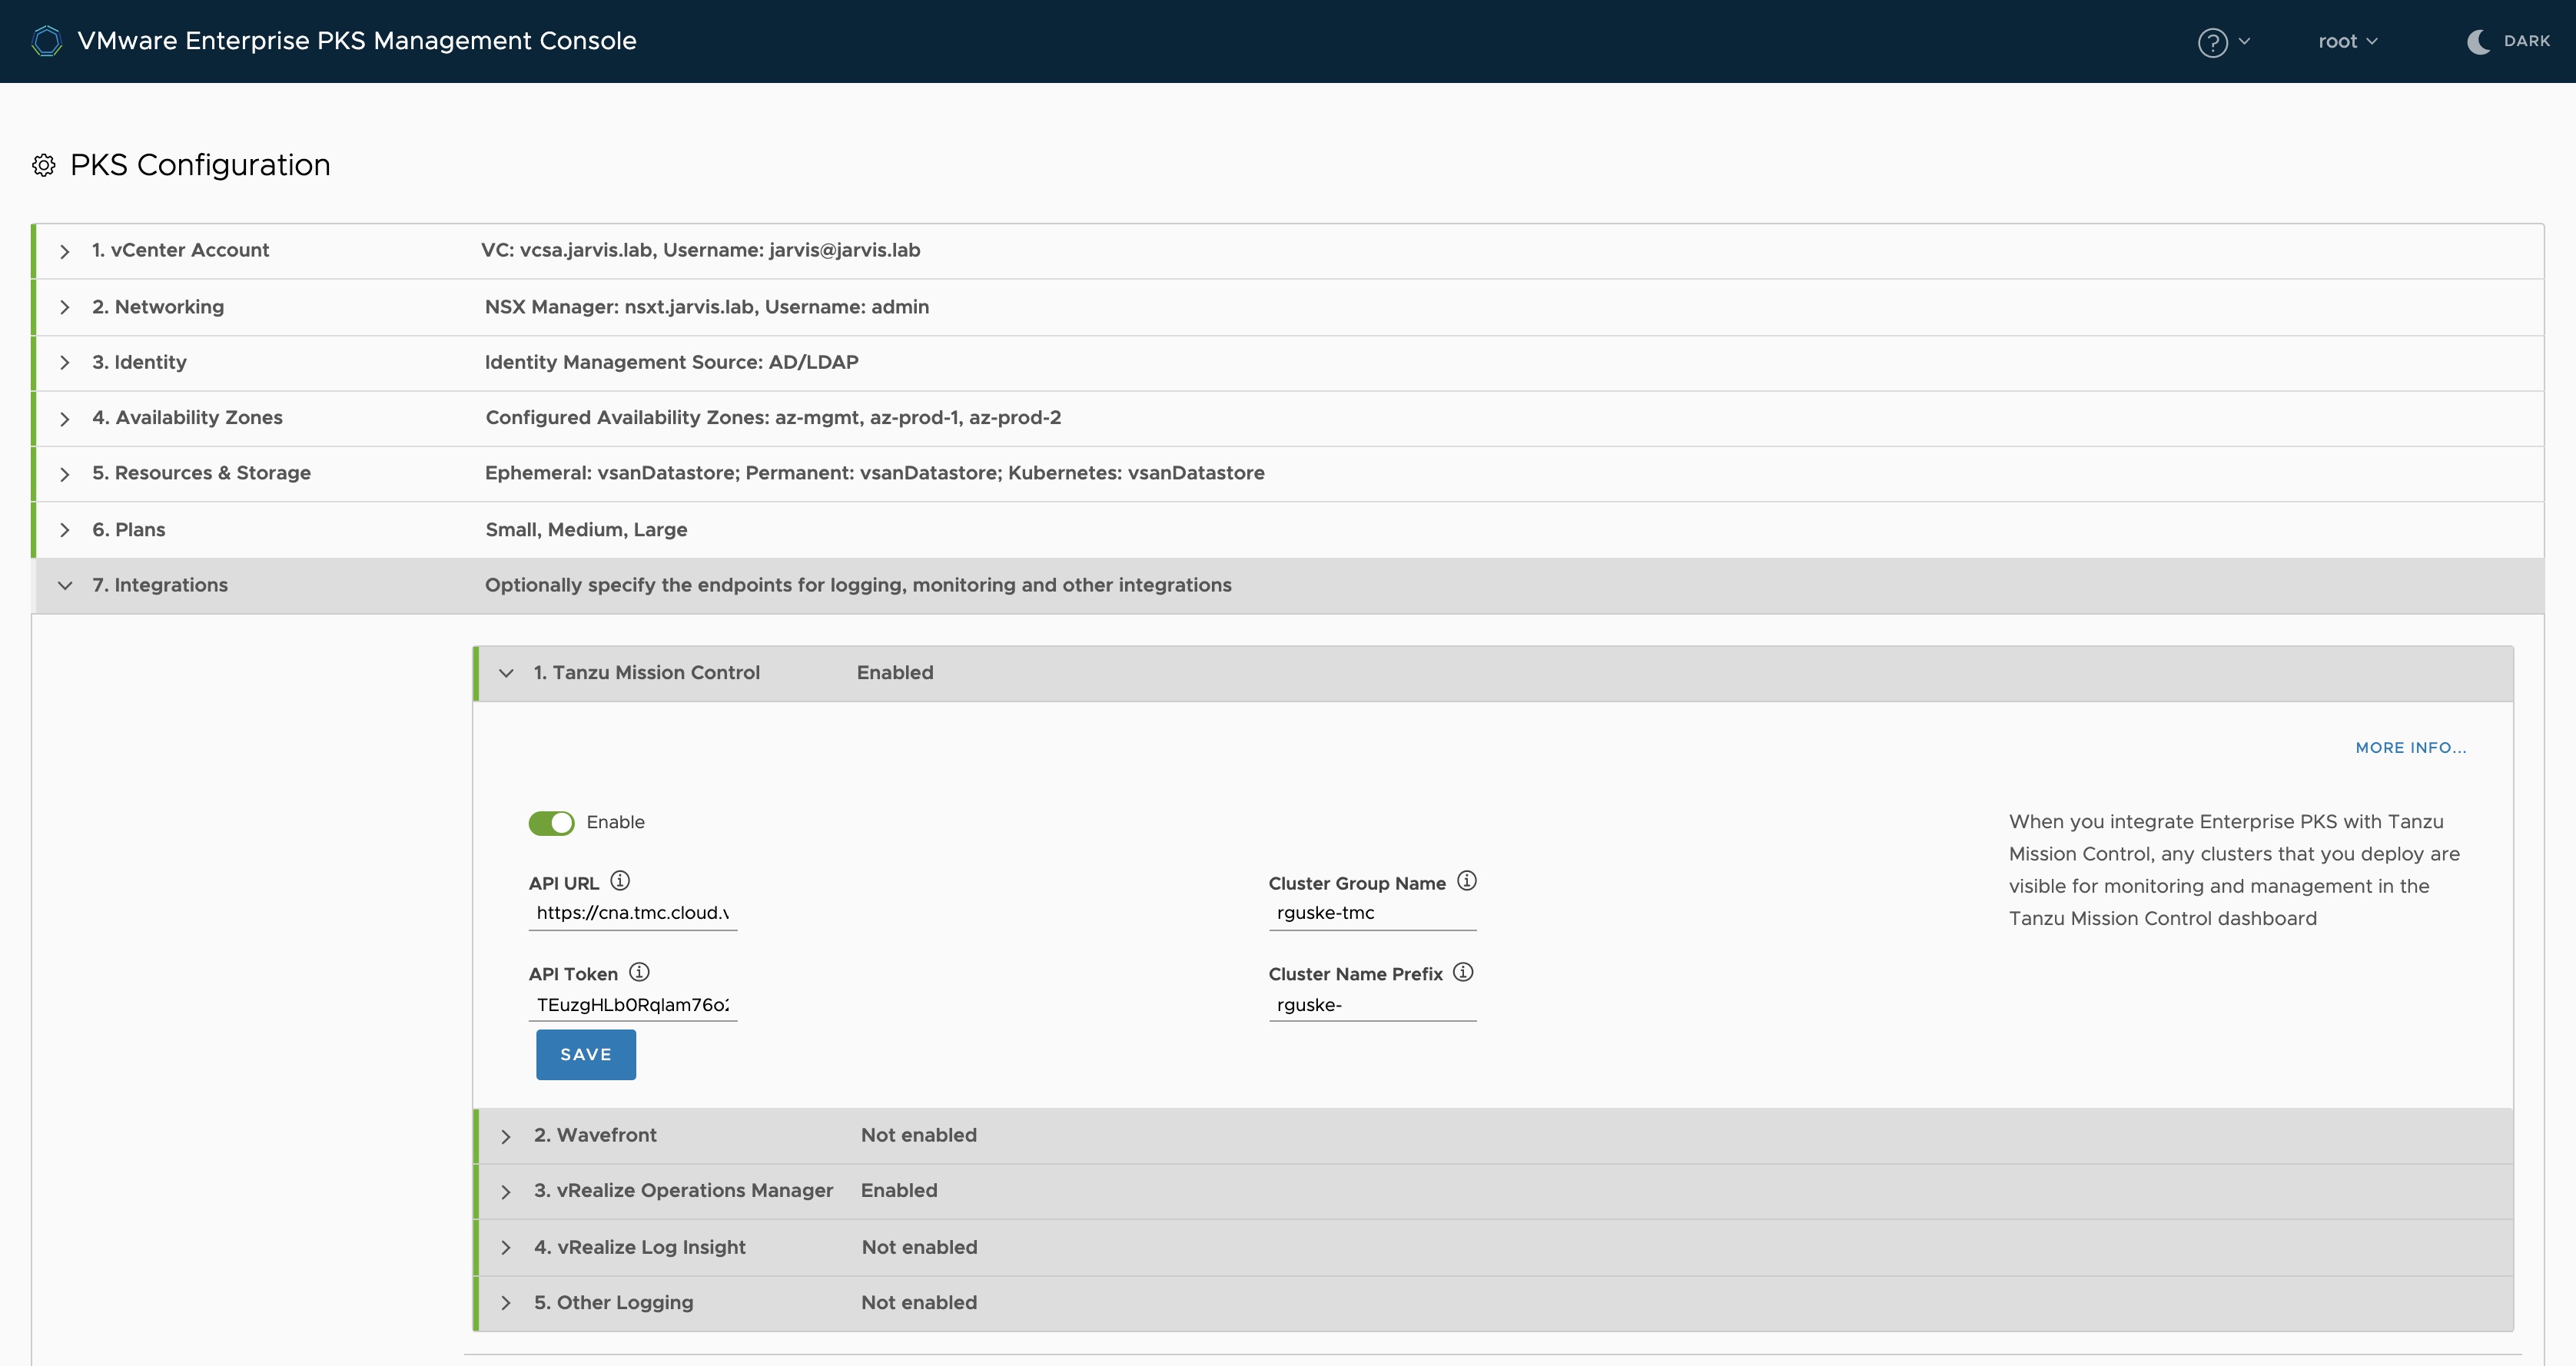 VMware Enterprise PKS Management Console
root
DARK
PKS Configuration
1. vCenter Account VC: vcsa.jarvis.lab, Username: jarvis@jarvis.lab
2. Networking NSX Manager: nsxt.jarvis.lab, Username: admin
3. Identity Identity Management Source: AD/LDAP
4. Availability Zones Configured Availability Zones: az-mgmt, az-prod-1, az-prod-2
5. Resources & Storage Ephemeral: vsanDatastore; Permanent: vsanDatastore; Kubernetes: vsanDatastore
6. Plans Small, Medium, Large
7. Integrations Optionally specify the endpoints for logging, monitoring and other integrations
1. Tanzu Mission Control Enabled
MORE INFO...
Enable
API URL
https://cna.tmc.cloud.v
Cluster Group Name
rguske-tmc
API Token
Cluster Name Prefix
rguske-
SAVE
When you integrate Enterprise PKS with Tanzu
Mission Control, any clusters that you deploy are
visible for monitoring and management in the
Tanzu Mission Control dashboard
2. Wavefront Not enabled
3. vRealize Operations Manager Enabled
4. vRealize Log Insight Not enabled
5. Other Logging Not enabled